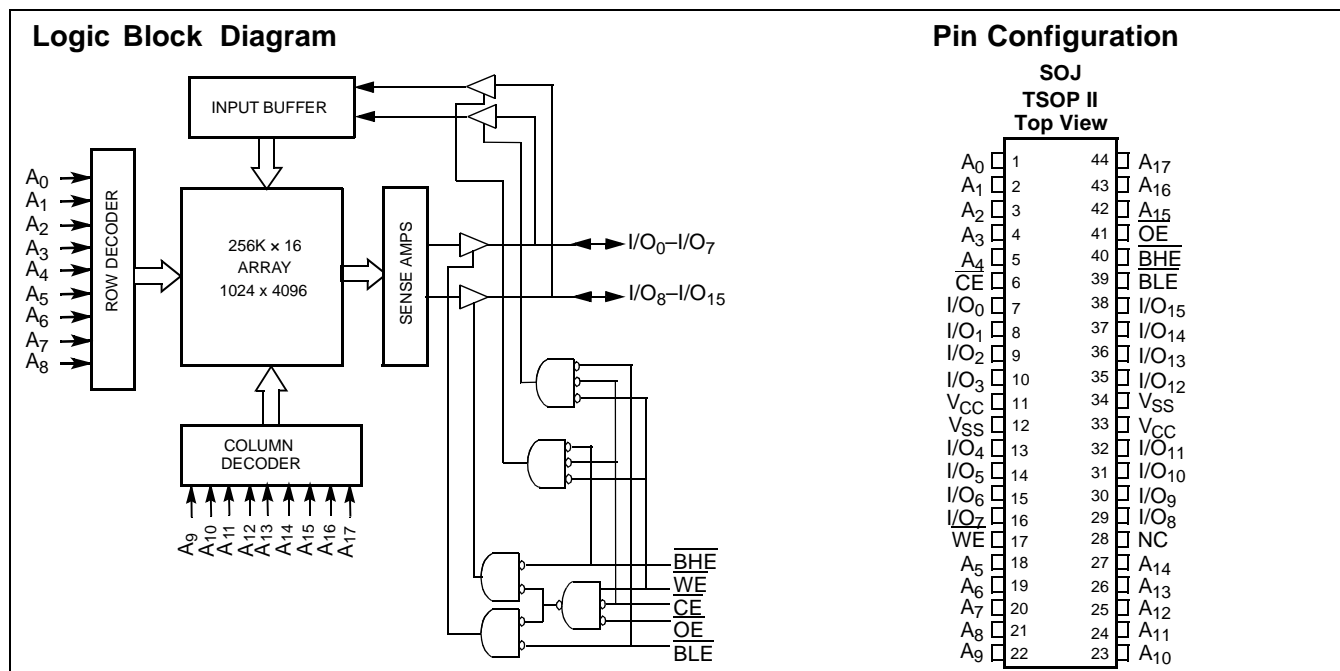 Logic Block Diagram
INPUT BUFFER
A0
A1
A2
A3
A4
A5
A6
A7
A8
ROW DECODER
256K × 16
ARRAY
1024 x 4096
SENSE AMPS
I/O0–I/O7
I/O8–I/O15
COLUMN
DECODER
A9
A10
A11
A12
A13
A14
A15
A16
A17
BHE
WE
CE
OE
BLE
Pin Configuration
SOJ
TSOP II
Top View
A0 1 44 A17
A1 2 43 A16
A2 3 42 A15
A3 4 41 OE
A4 5 40 BHE
CE 6 39 BLE
I/O0 7 38 I/O15
I/O1 8 37 I/O14
I/O2 9 36 I/O13
I/O3 10 35 I/O12
VCC 11 34 VSS
VSS 12 33 VCC
I/O4 13 32 I/O11
I/O5 14 31 I/O10
I/O6 15 30 I/O9
I/O7 16 29 I/O8
WE 17 28 NC
A5 18 27 A14
A6 19 26 A13
A7 20 25 A12
A8 21 24 A11
A9 22 23 A10